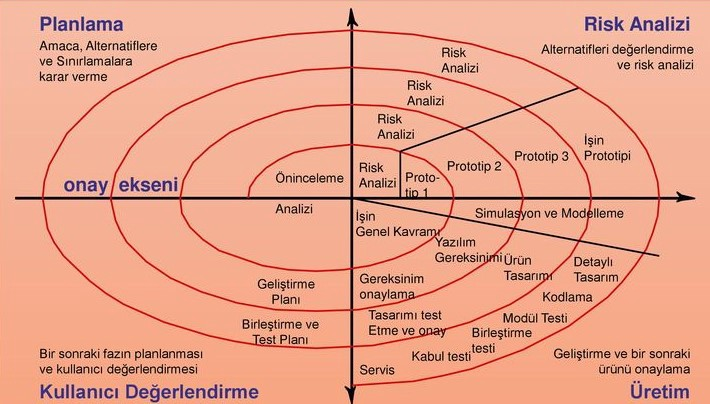 Planlama
Amaca, Alternatiflere
ve Sınırlamalara
karar verme
Risk Analizi
Alternatifleri değerlendirme
ve risk analizi
Risk
Analizi
Risk
Analizi
Risk
Analizi
Risk
Analizi
Proto-
tip 1
Prototip 2
Prototip 3
İşin
Prototipi
Öninceleme
onay ekseni
Analizi
İşin
Genel Kavramı
Simulasyon ve Modelleme
Yazılım
Gereksinimi
Ürün
Tasarımı
Detaylı
Tasarım
Geliştirme
Planı
Gereksinim
onaylama
Kodlama
Birleştirme ve
Test Planı
Tasarımı test
Etme ve onay
Modül Testi
Birleştirme
testi
Kabul testi
Servis
Bir sonraki fazın planlanması
ve kullanıcı değerlendirmesi
Kullanıcı Değerlendirme
Geliştirme ve bir sonraki
ürünü onaylama
Üretim